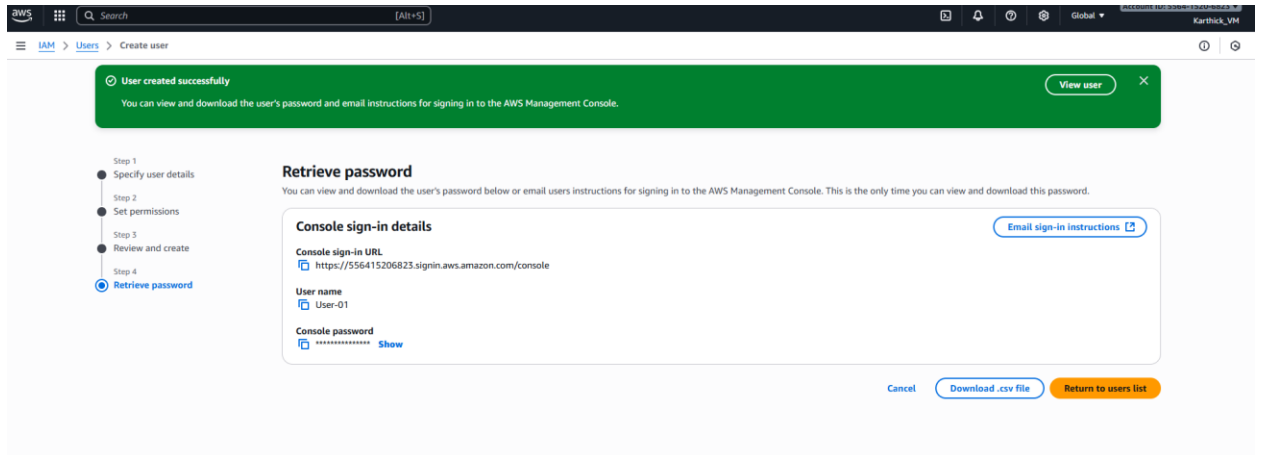 aws
Search
[Alt+S]
Global
Account ID: 5564-1520-6823
Karthick_VM
IAM > Users > Create user
User created successfully
You can view and download the user's password and email instructions for signing in to the AWS Management Console.
View user
Step 1
Specify user details
Step 2
Set permissions
Step 3
Review and create
Step 4
Retrieve password
Retrieve password
You can view and download the user's password below or email users instructions for signing in to the AWS Management Console. This is the only time you can view and download this password.
Console sign-in details
Email sign-in instructions
Console sign-in URL
https://556415206823.signin.aws.amazon.com/console
User name
User-01
Console password
*************** Show
Cancel
Download .csv file
Return to users list